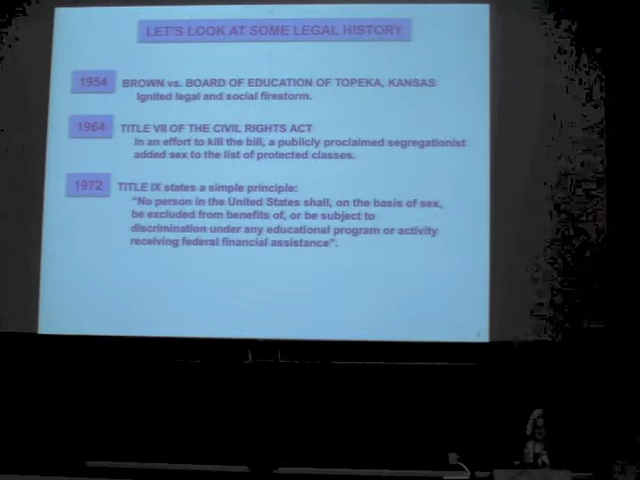 LET'S LOOK AT SOME LEGAL HISTORY
1954 BROWN vs. BOARD OF EDUCATION OF TOPEKA, KANSAS
Ignited legal and social firestorm.
1964 TITLE VII OF THE CIVIL RIGHTS ACT
In an effort to kill the bill, a publicly proclaimed segregationist
added sex to the list of protected classes.
1972 TITLE IX states a simple principle:
"No person in the United States shall, on the basis of sex,
be excluded from benefits of, or be subject to
discrimination under any educational program or activity
receiving federal financial assistance".